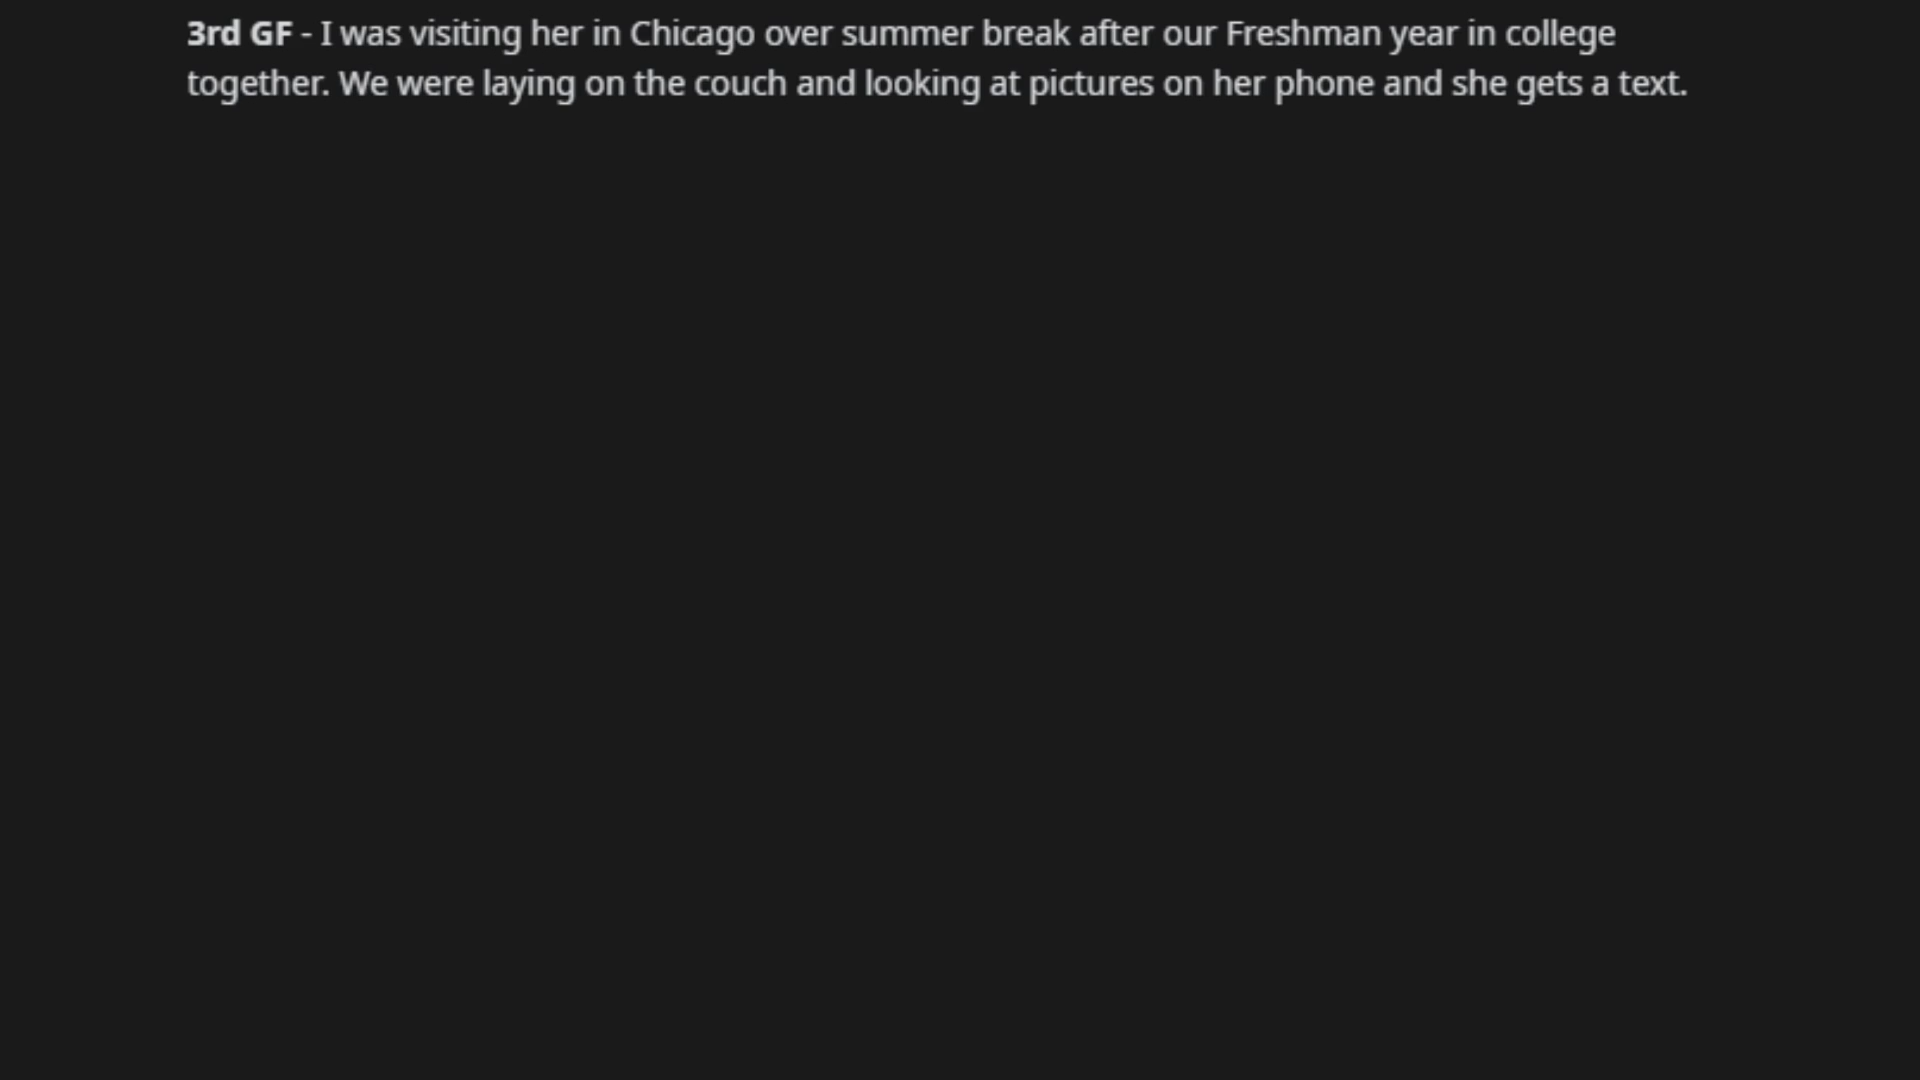 3rd GF - I was visiting her in Chicago over summer break after our Freshman year in college
together. We were laying on the couch and looking at pictures on her phone and she gets a text.